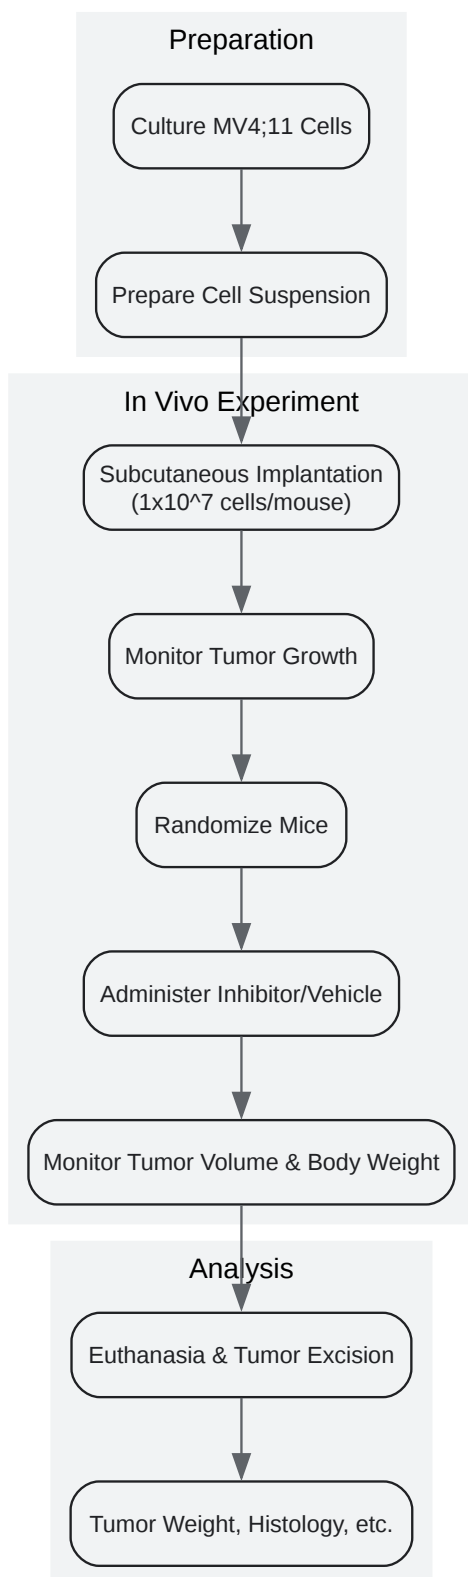 Preparation
Culture MV4;11 Cells
Prepare Cell Suspension
In Vivo Experiment
Subcutaneous Implantation
(1x10^7 cells/mouse)
Monitor Tumor Growth
Randomize Mice
Administer Inhibitor/Vehicle
Monitor Tumor Volume & Body Weight
Analysis
Euthanasia & Tumor Excision
Tumor Weight, Histology, etc.